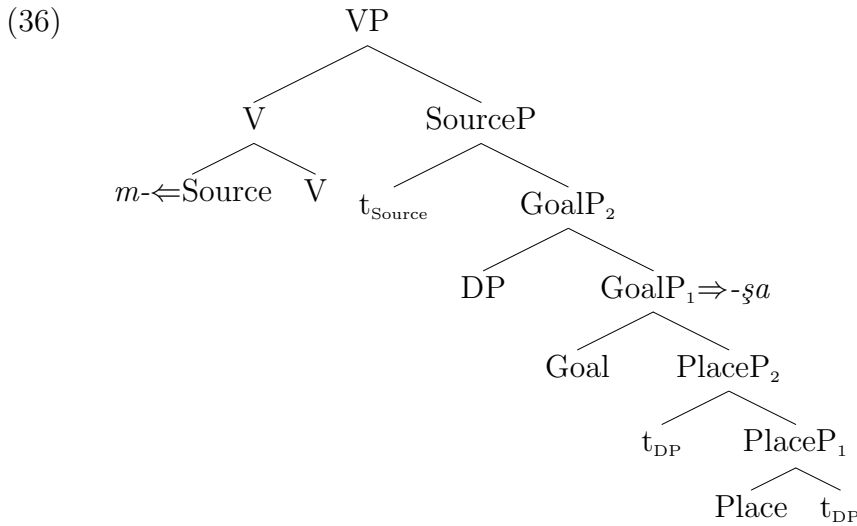 (36)
VP
V SourceP
m-⇐Source V t_Source GoalP₂
DP GoalP₁⇒-şa
Goal PlaceP₂
t_DP PlaceP₁
Place t_DP